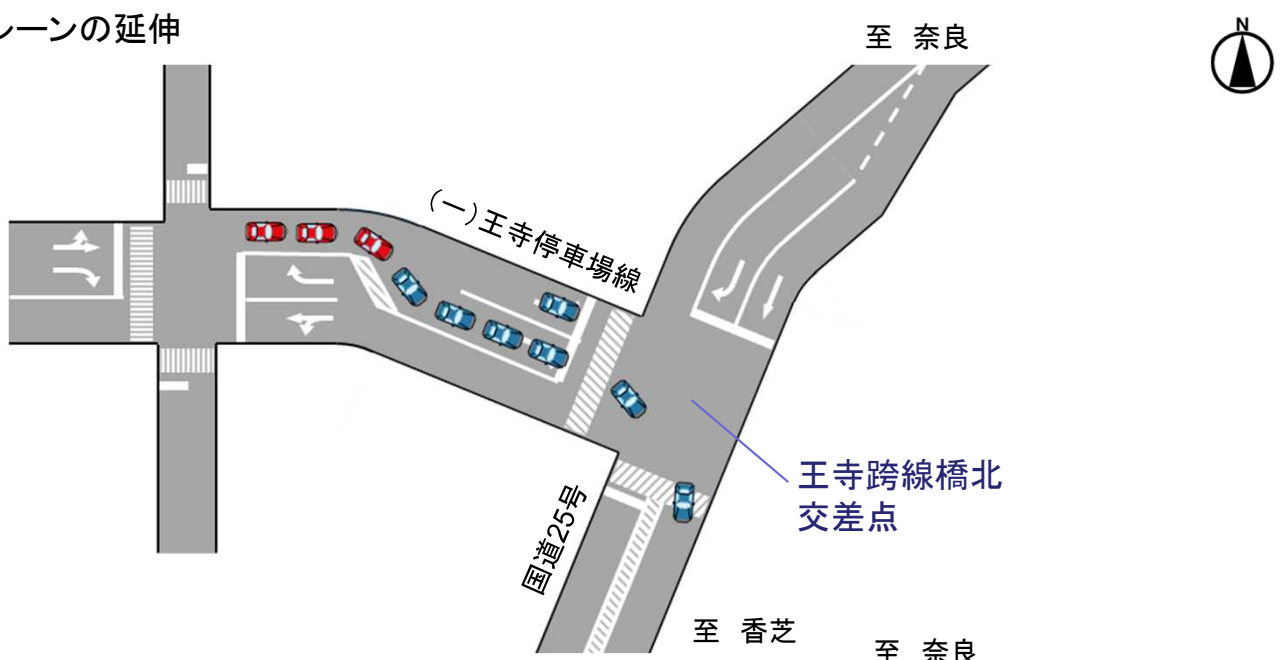 レーンの延伸
至 奈良
N
(一)王寺停車場線
王寺跨線橋北
交差点
国道25号
至 香芝
至 奈良